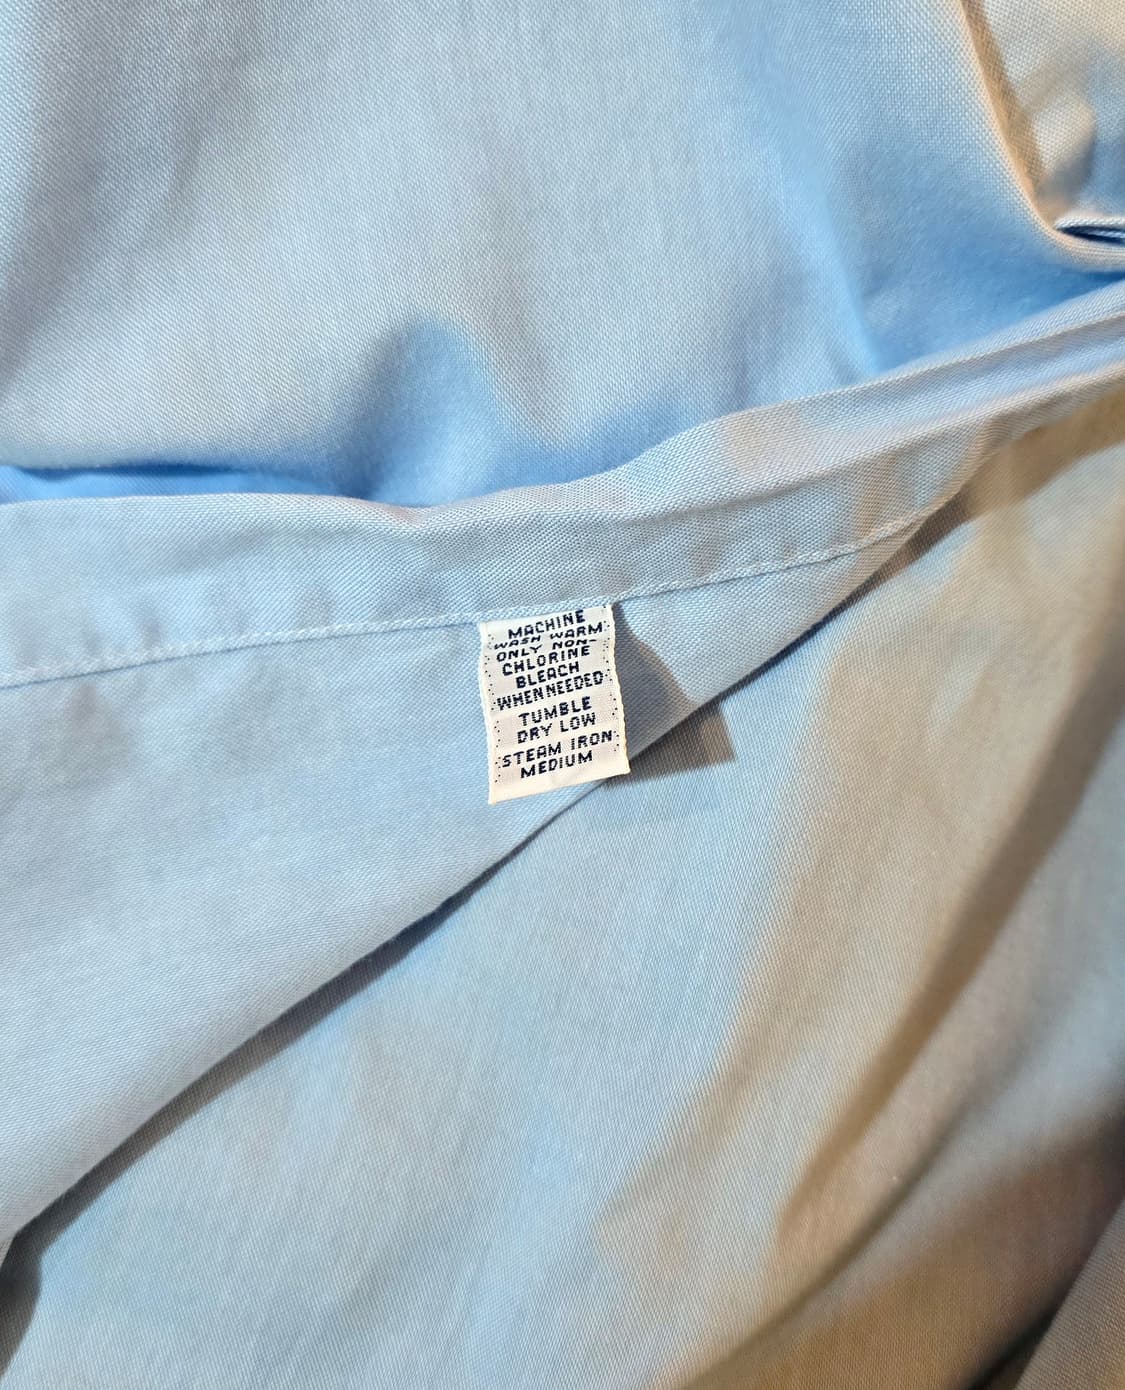 MACHINE
WASH WARM
ONLY NON-
CHLORINE
BLEACH
WHEN NEEDED
TUMBLE
DRY LOW
STEAM IRON
MEDIUM